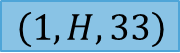 (1, H, 33)